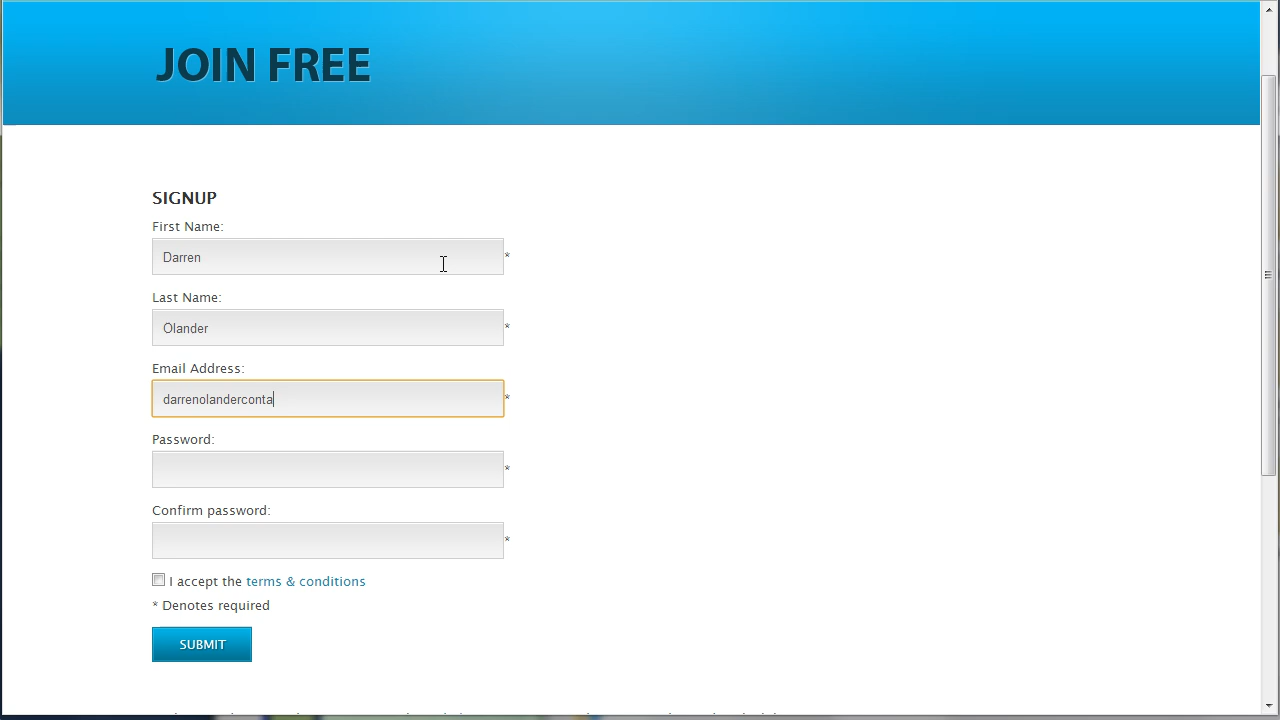 JOIN FREE
SIGNUP
First Name:
Darren
*
Last Name:
Olander
*
Email Address:
darrenolanderconta
*
Password:
*
Confirm password:
*
I accept the terms & conditions
* Denotes required
SUBMIT